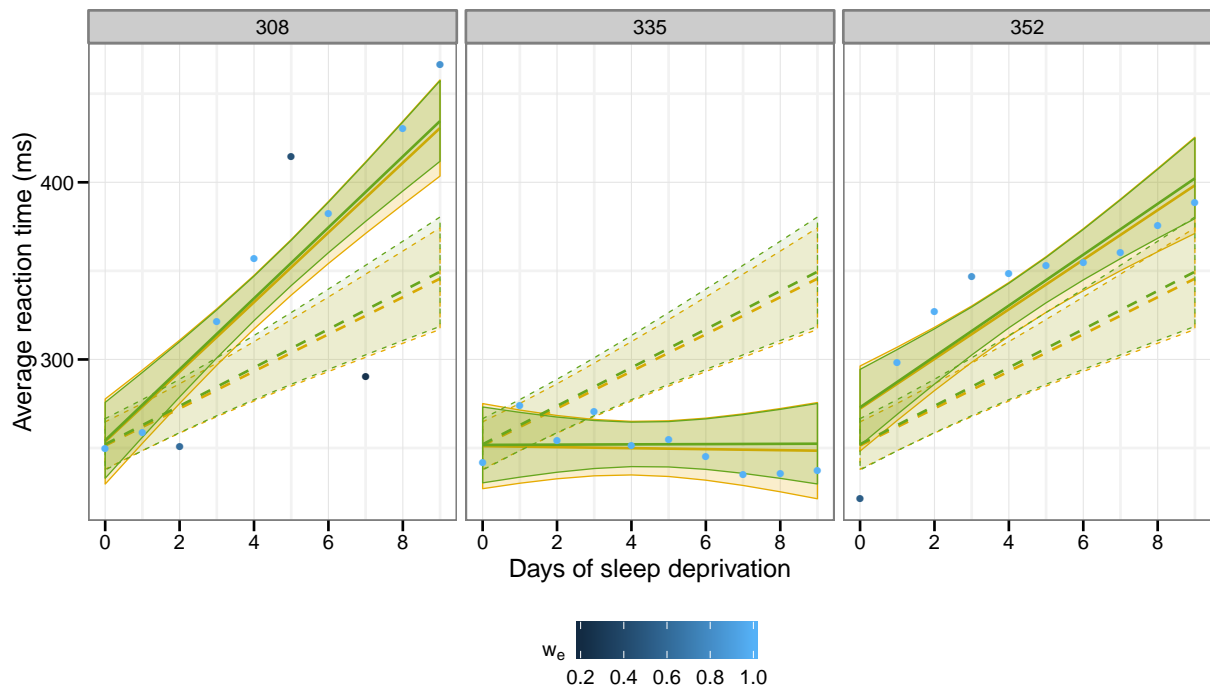 308 335 352
Average reaction time (ms)
400
300
0 2 4 6 8 0 2 4 6 8 0 2 4 6 8
Days of sleep deprivation
w_e
0.2 0.4 0.6 0.8 1.0